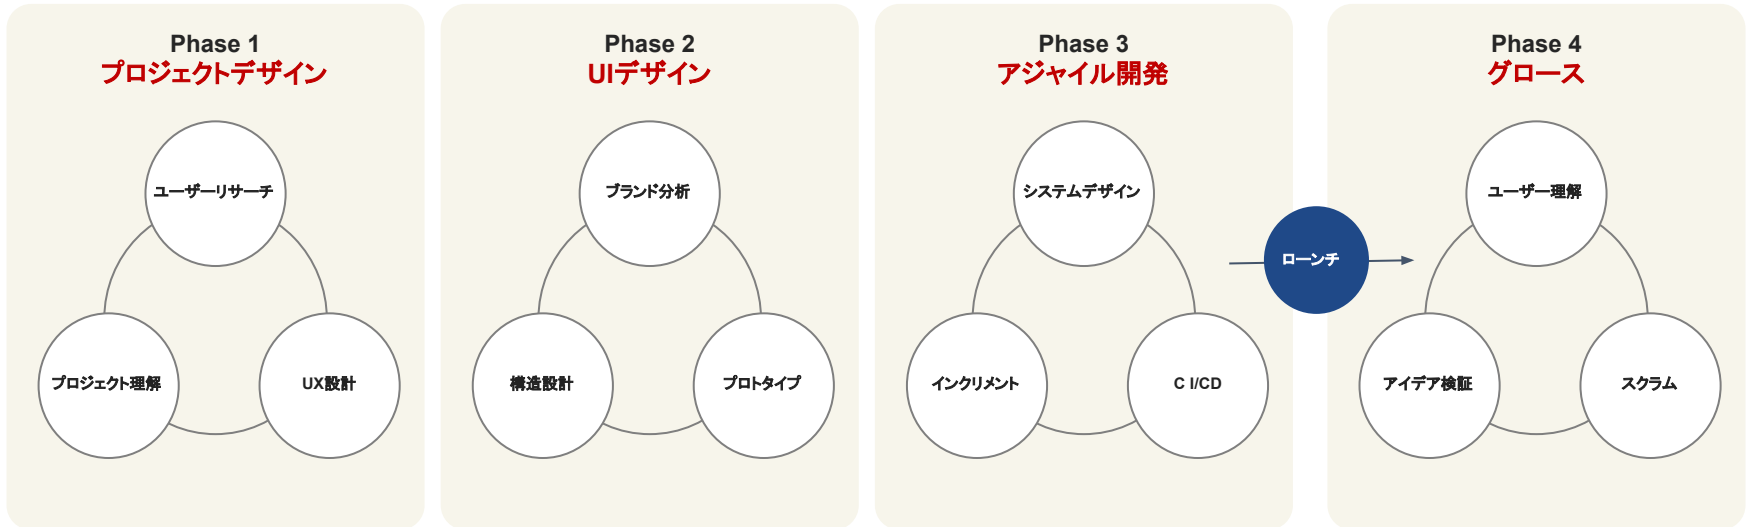 Phase 1
プロジェクトデザイン
ユーザーリサーチ
プロジェクト理解
UX設計
Phase 2
UIデザイン
ブランド分析
構造設計
プロトタイプ
Phase 3
アジャイル開発
システムデザイン
インクリメント
C I/CD
ローンチ
Phase 4
グロース
ユーザー理解
アイデア検証
スクラム